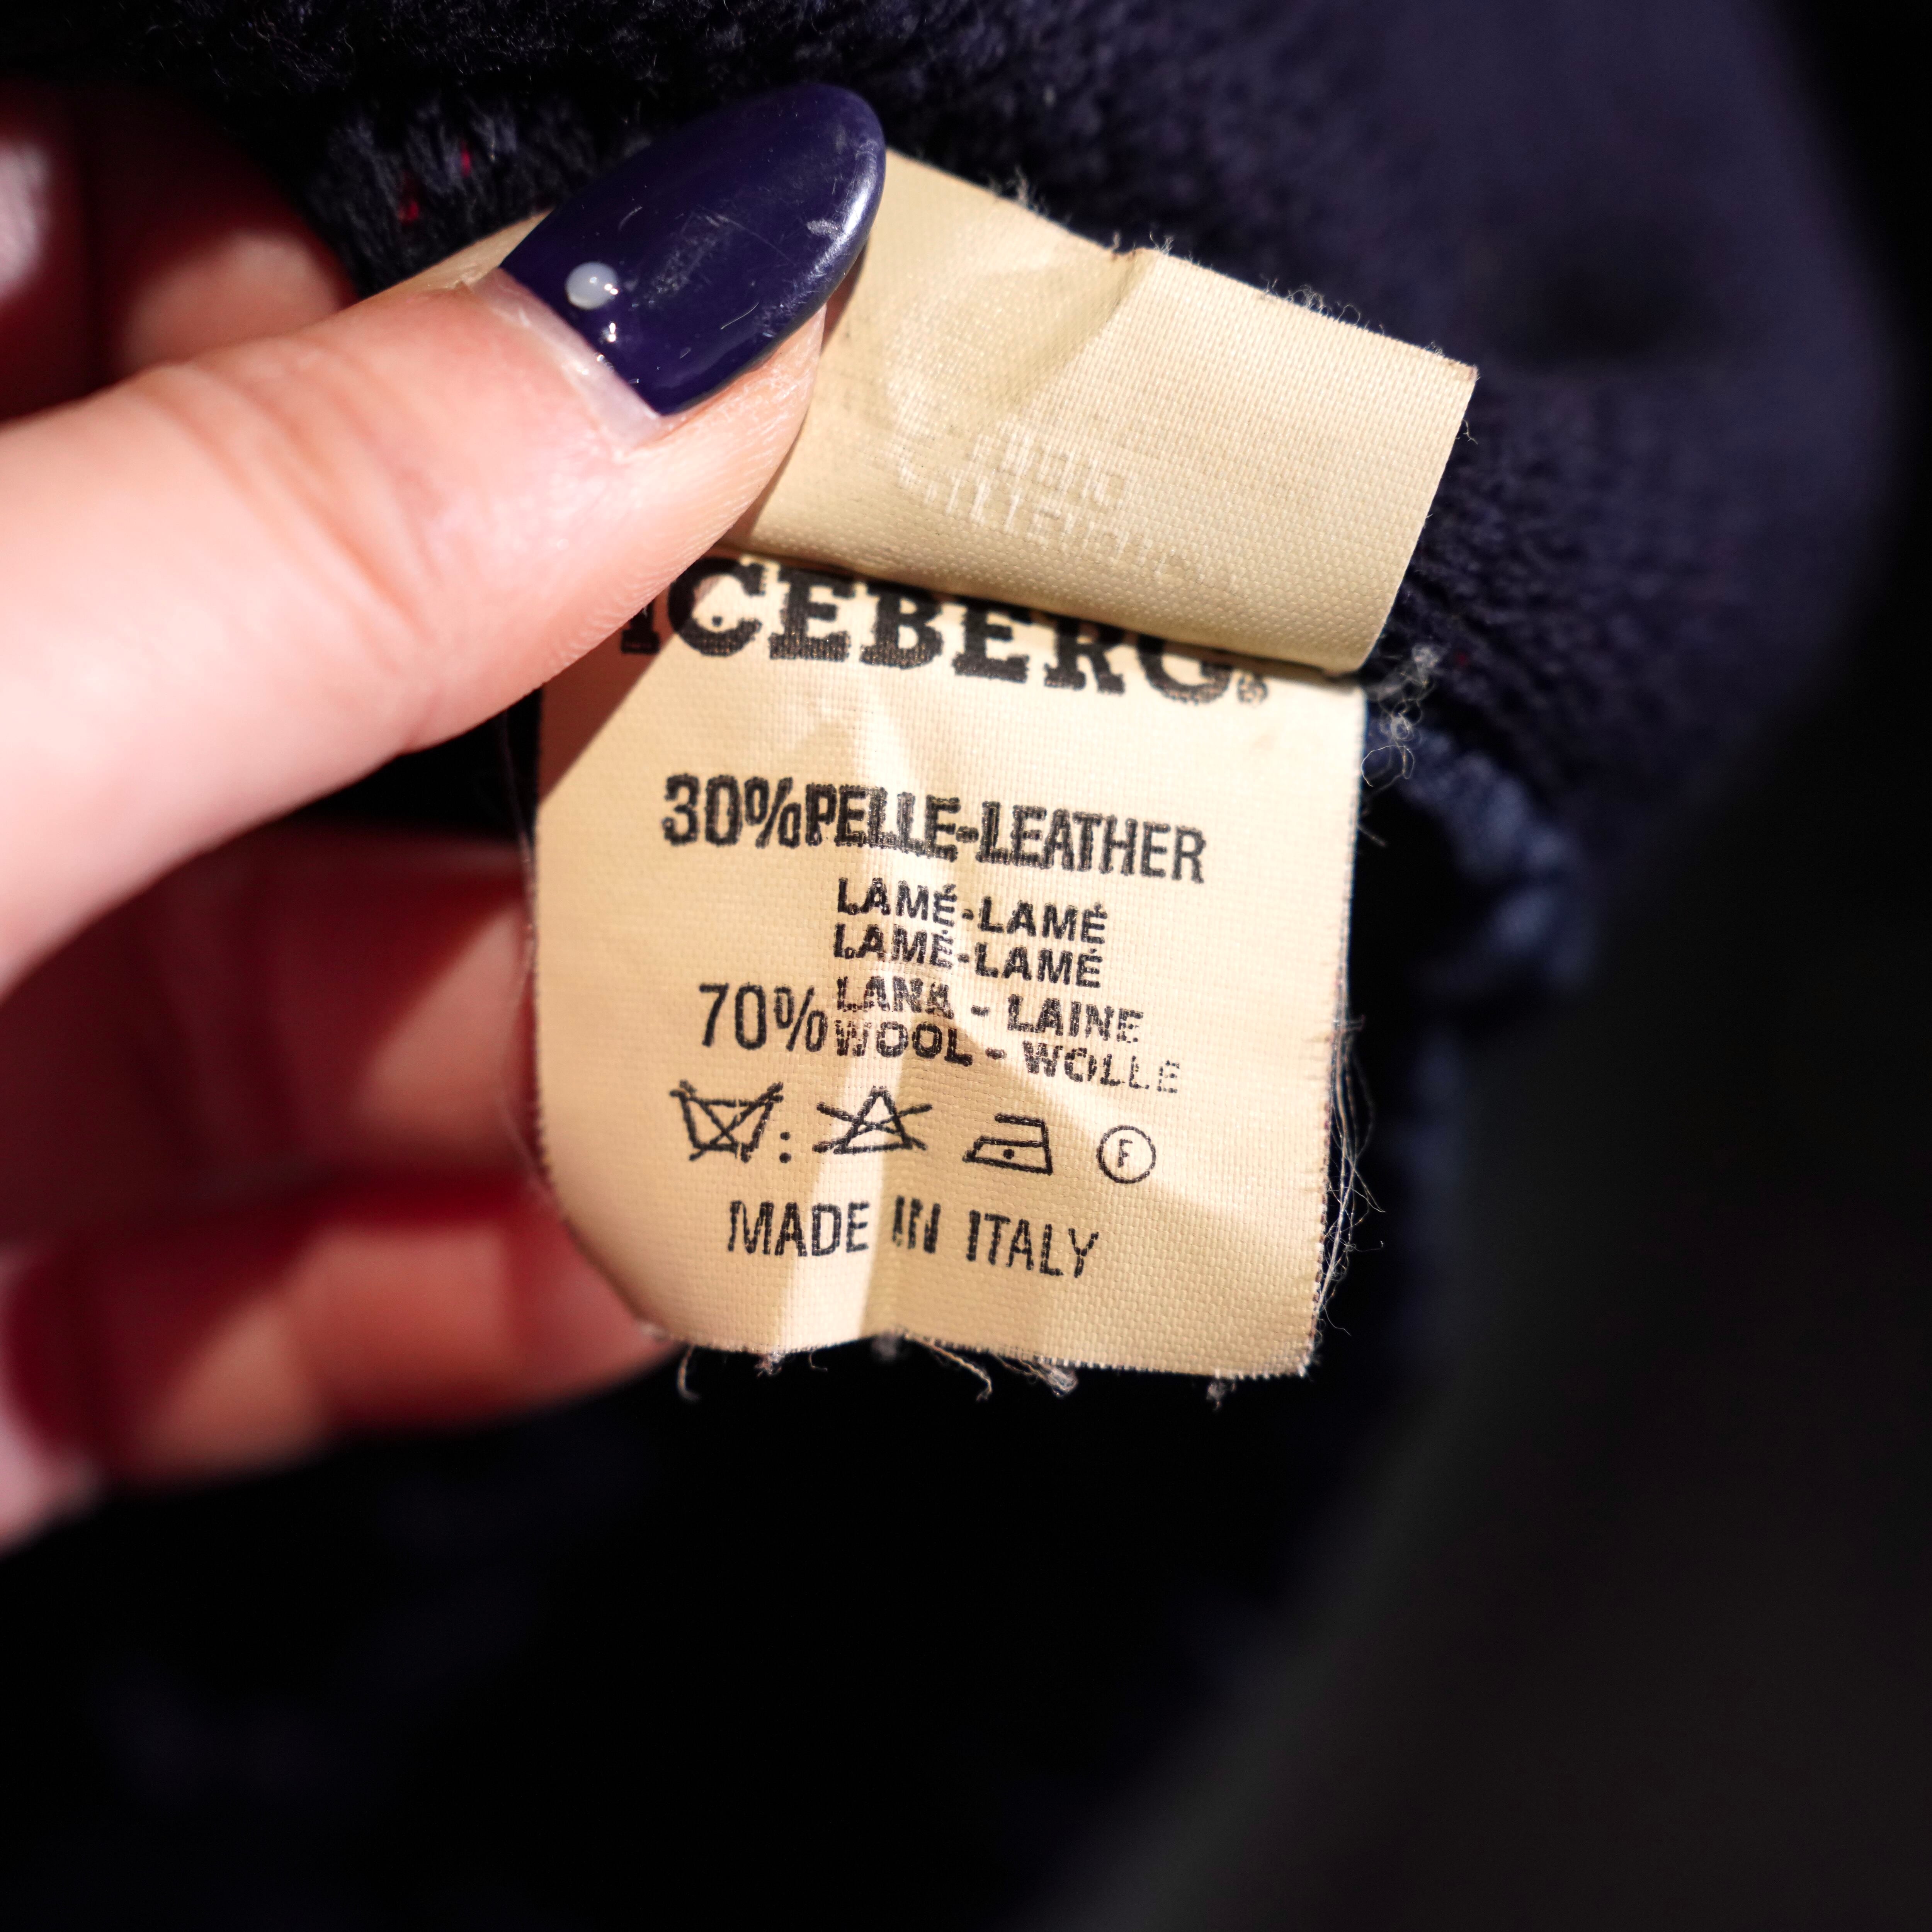 ICEBERG.
30% PELLE-LEATHER
LAMÉ-LAMÉ
LAMÉ-LAMÉ
70% LANA - LAINE
WOOL - WOLLE
F
MADE IN ITALY